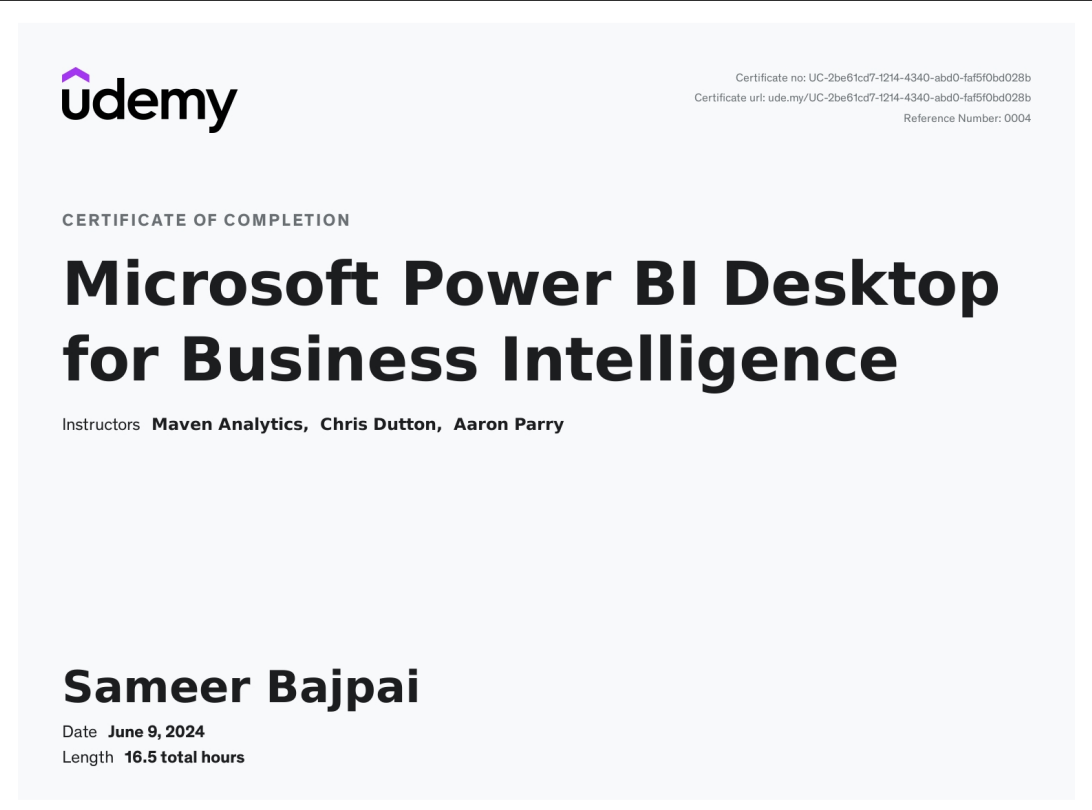 udemy
Certificate no: UC-2be61cd7-1214-4340-abd0-faf5f0bd028b
Certificate url: ude.my/UC-2be61cd7-1214-4340-abd0-faf5f0bd028b
Reference Number: 0004
CERTIFICATE OF COMPLETION
Microsoft Power BI Desktop
for Business Intelligence
Instructors Maven Analytics, Chris Dutton, Aaron Parry
Sameer Bajpai
Date June 9, 2024
Length 16.5 total hours